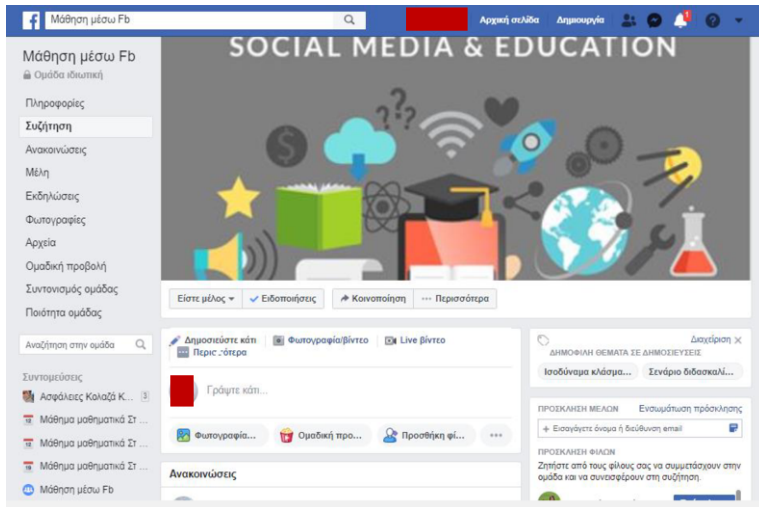 Μάθηση μέσω Fb
Αρχική σελίδα Δημιουργία
1
Μάθηση μέσω Fb
Ομάδα ιδιωτική
Πληροφορίες
Συζήτηση
Ανακοινώσεις
Μέλη
Εκδηλώσεις
Φωτογραφίες
Αρχεία
Ομαδική προβολή
Συντονισμός ομάδας
Ποιότητα ομάδας
Αναζήτηση στην ομάδα
Συντομεύσεις
Ασφάλειες Καλαζά Κ... 3
Μάθημα μαθηματικά Στ ...
Μάθημα μαθηματικά Στ ...
Μάθημα μαθηματικά Στ ...
Μάθηση μέσω Fb
SOCIAL MEDIA & EDUCATION
Είστε μέλος Ειδοποιήσεις Κοινοποίηση ··· Περισσότερα
Δημοσιεύστε κάτι Φωτογραφία/βίντεο Live βίντεο
Γράψτε κάτι...
Φωτογραφία... Ομαδική προ... Προσθήκη φί... ···
Ανακοινώσεις
Διαχείριση ×
ΔΗΜΟΦΙΛΗ ΘΕΜΑΤΑ ΣΕ ΔΗΜΟΣΙΕΥΣΕΙΣ
Ισοδύναμα κλάσμα... Σενάριο διδασκαλί...
ΠΡΟΣΚΛΗΣΗ ΜΕΛΩΝ Ενσωμάτωση πρόσκλησης
+ Εισαγάγετε όνομα ή διεύθυνση email
ΠΡΟΣΚΛΗΣΗ ΦΙΛΩΝ
Ζητήστε από τους φίλους σας να συμμετάσχουν στην
ομάδα και να συνεισφέρουν στη συζήτηση.